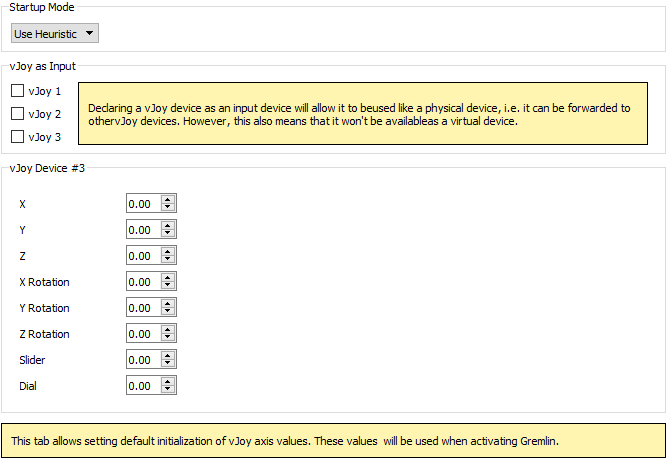 Startup Mode
Use Heuristic
vJoy as Input
vJoy 1
vJoy 2
vJoy 3
Declaring a vJoy device as an input device will allow it to beused like a physical device, i.e. it can be forwarded to
othervJoy devices. However, this also means that it won't be availableas a virtual device.
vJoy Device #3
X 0.00
Y 0.00
Z 0.00
X Rotation 0.00
Y Rotation 0.00
Z Rotation 0.00
Slider 0.00
Dial 0.00
This tab allows setting default initialization of vJoy axis values. These values  will be used when activating Gremlin.